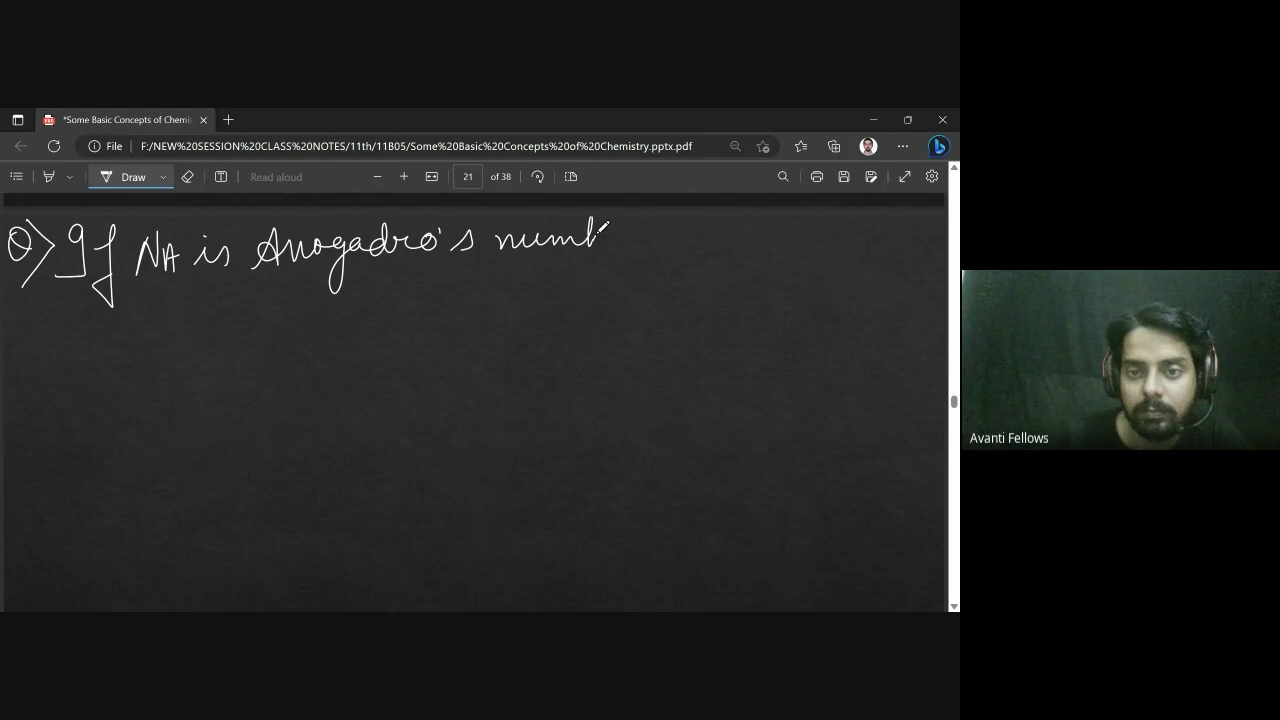 *Some Basic Concepts of Chemis
File F:/NEW%20SESSION%20CLASS%20NOTES/11th/11B05/Some%20Basic%20Concepts%20of%20Chemistry.pptx.pdf
Draw Read aloud 21 of 38
Q> If NA is Avogadro's numb
Avanti Fellows